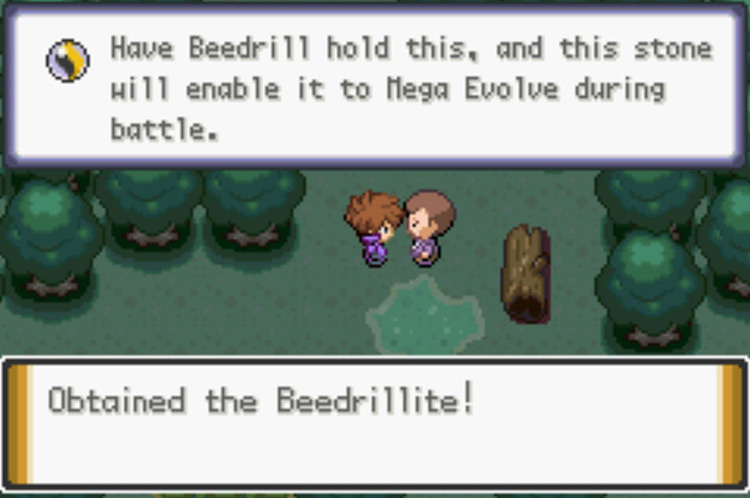 Have Beedrill hold this, and this stone
will enable it to Mega Evolve during
battle.
Obtained the Beedrillite!